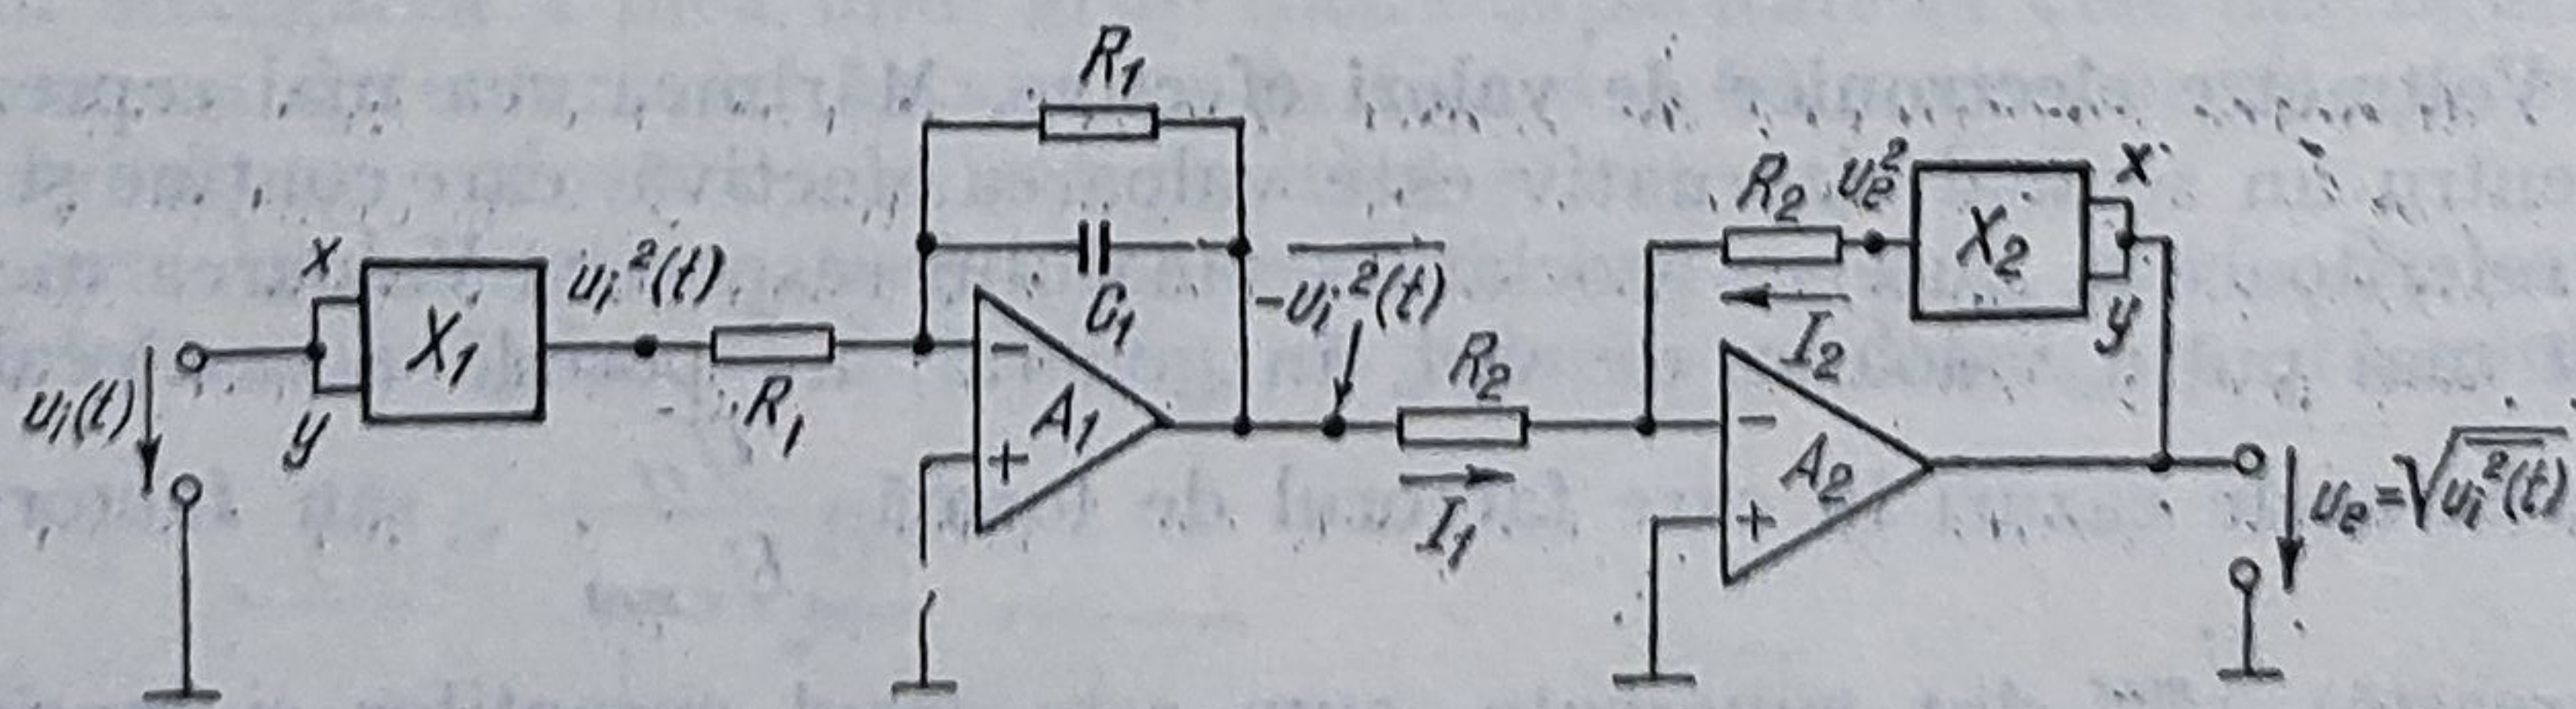 R₁
x
X₁
y
uᵢ(t)
uᵢ²(t)
R₁
C₁
−
+
A₁
-uᵢ²(t)
R₂
I₁
R₂
uₑ²
I₂
X₂
x
y
−
+
A₂
uₑ=√uᵢ²(t)